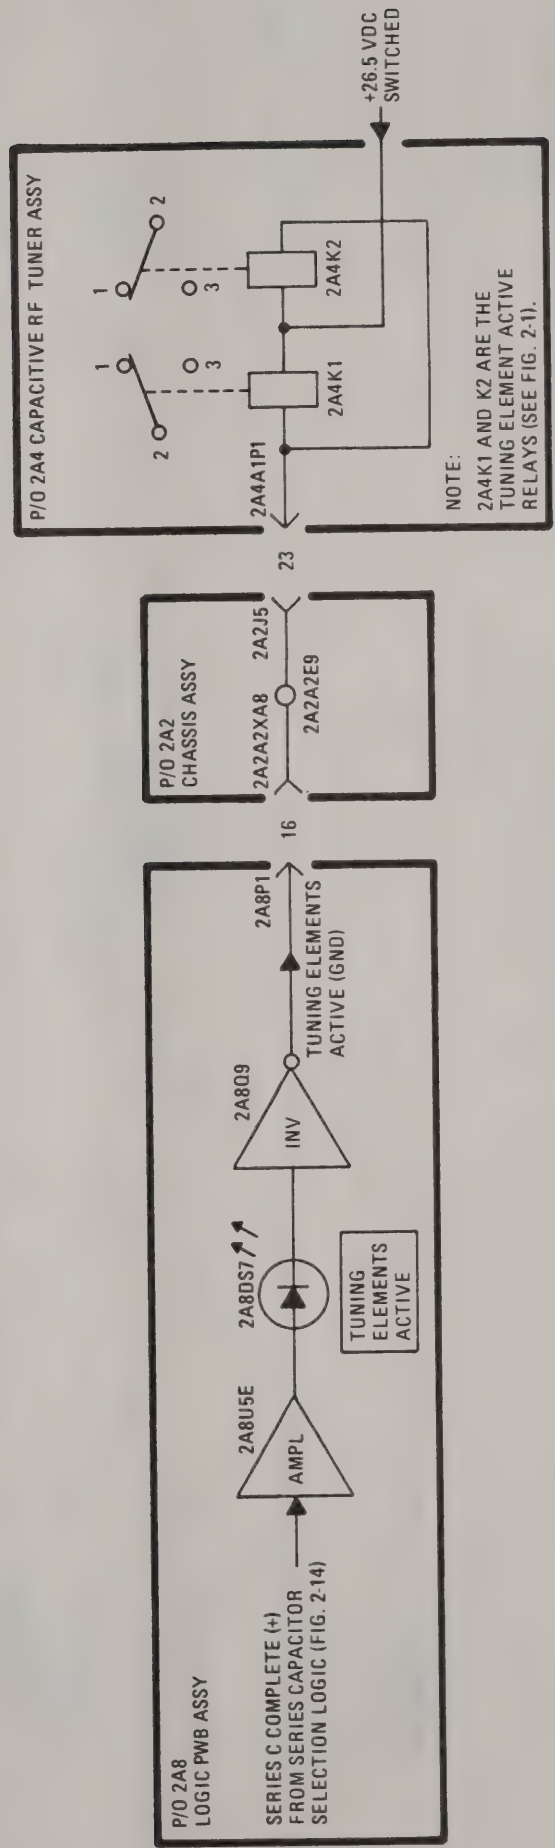 P/O 2A8
LOGIC PWB ASSY
SERIES C COMPLETE (+)
FROM SERIES CAPACITOR
SELECTION LOGIC (FIG. 2-14)
2A8U5E
AMPL
2A8DS7
TUNING
ELEMENTS
ACTIVE
2A8Q9
INV
2A8P1
TUNING ELEMENTS
ACTIVE (GND)
16
P/O 2A2
CHASSIS ASSY
2A2A2XA8
2A2J5
2A2A2E9
23
P/O 2A4 CAPACITIVE RF TUNER ASSY
2A4A1P1
2
1
3
2A4K1
1
2
3
2A4K2
+26.5 VDC
SWITCHED
NOTE:
2A4K1 AND K2 ARE THE
TUNING ELEMENT ACTIVE
RELAYS (SEE FIG. 2-1).